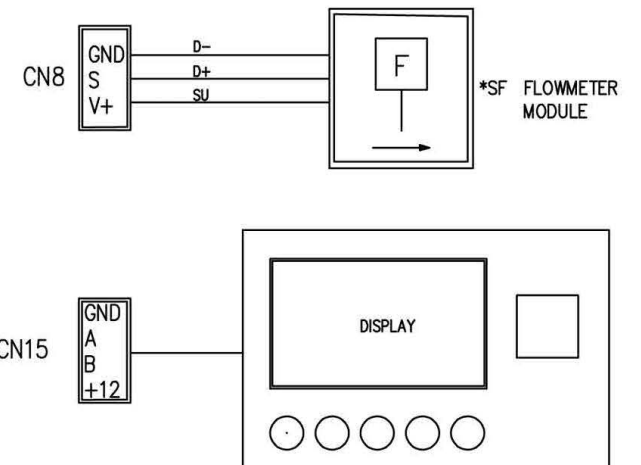 GND
S
V+
CN8
D-
D+
SU
F
*SF FLOWMETER
MODULE
GND
A
B
+12
CN15
DISPLAY